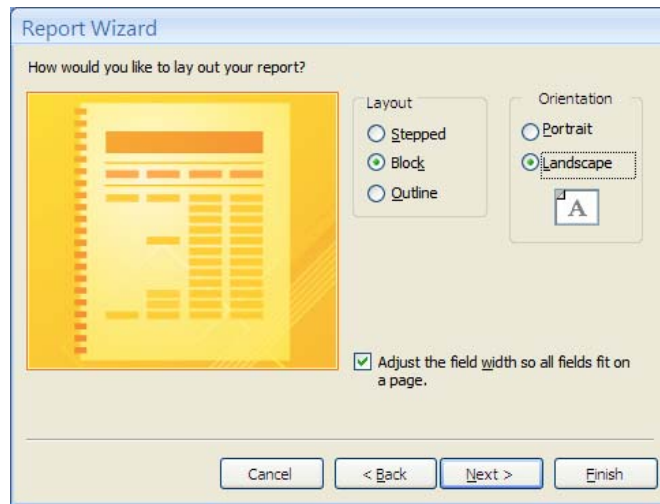 Report Wizard
How would you like to lay out your report?
Layout
Stepped
Block
Outline
Orientation
Portrait
Landscape
A
Adjust the field width so all fields fit on
a page.
Cancel
< Back
Next >
Finish